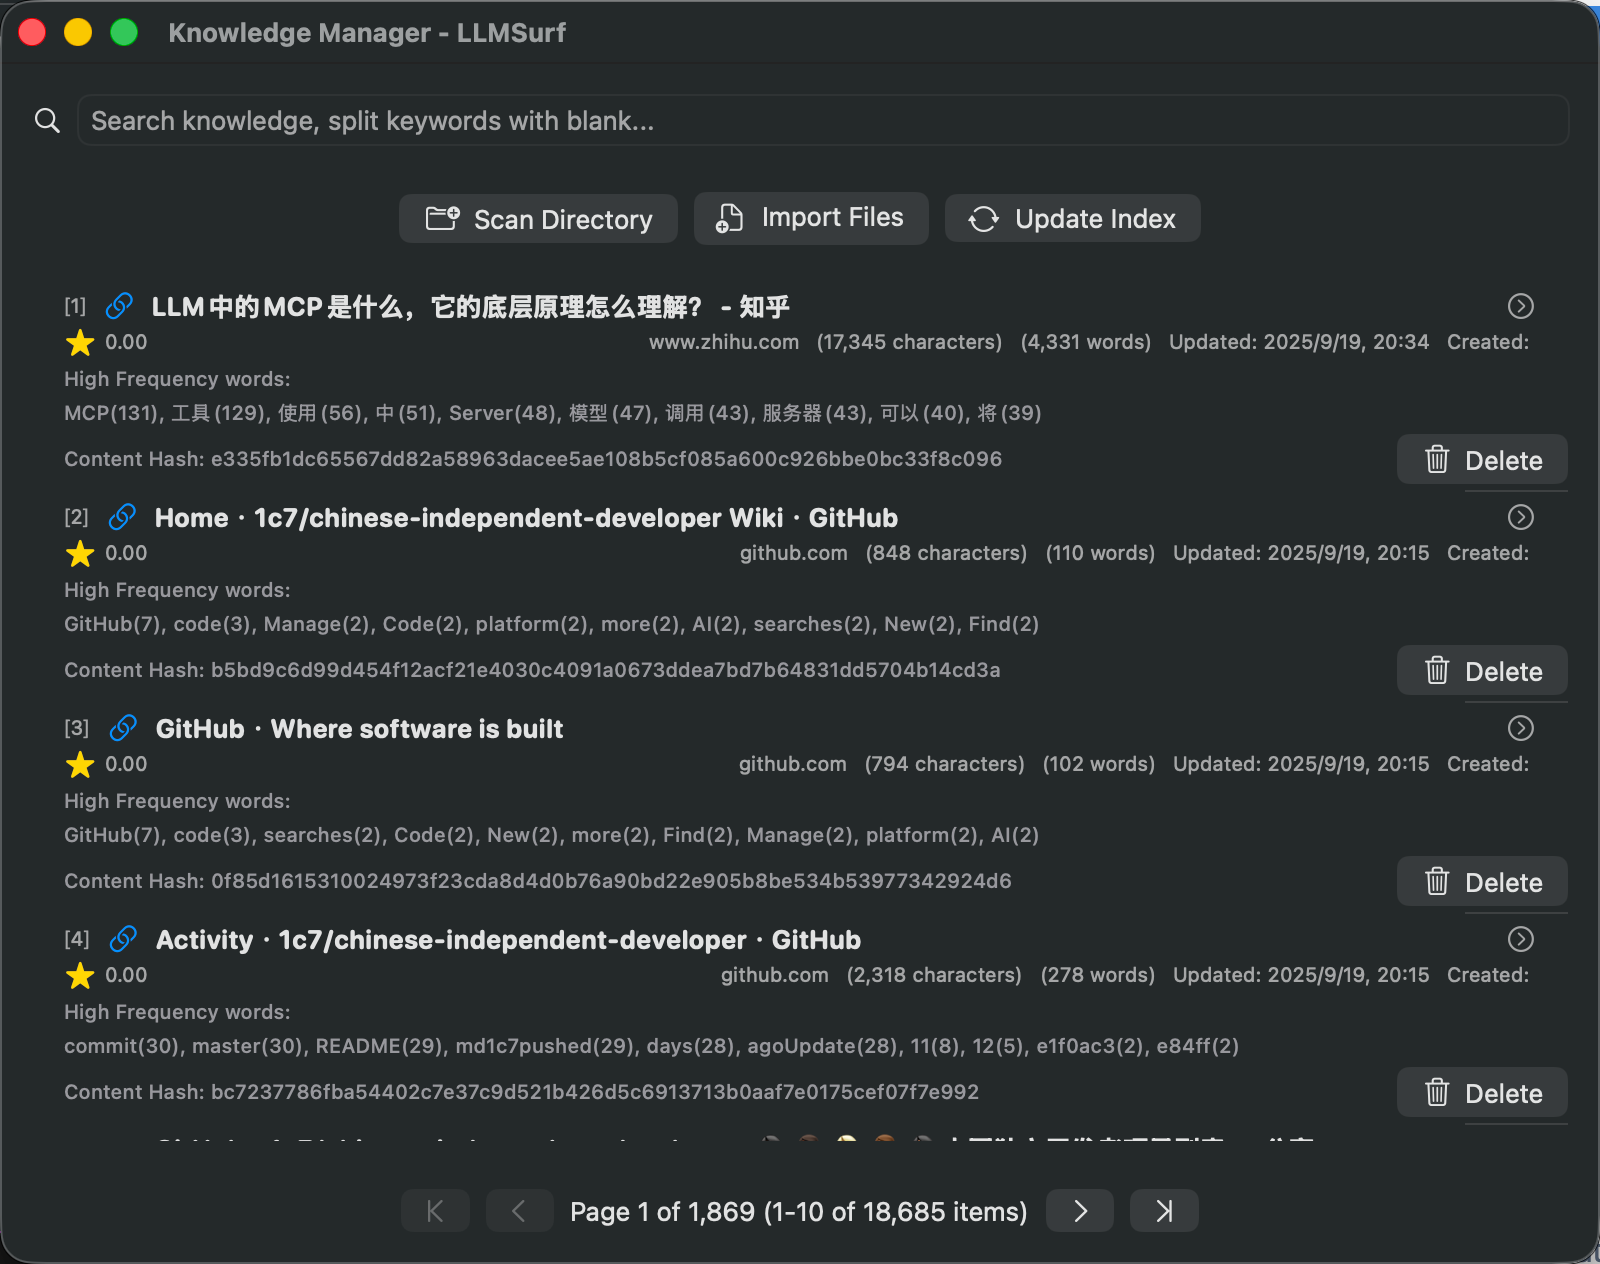 Knowledge Manager - LLMSurf
Search knowledge, split keywords with blank...
Scan Directory Import Files Update Index
[1] LLM中的MCP是什么，它的底层原理怎么理解？ - 知乎
0.00 www.zhihu.com (17,345 characters) (4,331 words) Updated: 2025/9/19, 20:34 Created:
High Frequency words:
MCP(131), 工具(129), 使用(56), 中(51), Server(48), 模型(47), 调用(43), 服务器(43), 可以(40), 将(39)
Content Hash: e335fb1dc65567dd82a58963dacee5ae108b5cf085a600c926bbe0bc33f8c096
Delete
[2] Home · 1c7/chinese-independent-developer Wiki · GitHub
0.00 github.com (848 characters) (110 words) Updated: 2025/9/19, 20:15 Created:
High Frequency words:
GitHub(7), code(3), Manage(2), Code(2), platform(2), more(2), AI(2), searches(2), New(2), Find(2)
Content Hash: b5bd9c6d99d454f12acf21e4030c4091a0673ddea7bd7b64831dd5704b14cd3a
Delete
[3] GitHub · Where software is built
0.00 github.com (794 characters) (102 words) Updated: 2025/9/19, 20:15 Created:
High Frequency words:
GitHub(7), code(3), searches(2), Code(2), New(2), more(2), Find(2), Manage(2), platform(2), AI(2)
Content Hash: 0f85d1615310024973f23cda8d4d0b76a90bd22e905b8be534b53977342924d6
Delete
[4] Activity · 1c7/chinese-independent-developer · GitHub
0.00 github.com (2,318 characters) (278 words) Updated: 2025/9/19, 20:15 Created:
High Frequency words:
commit(30), master(30), README(29), md1c7pushed(29), days(28), agoUpdate(28), 11(8), 12(5), e1f0ac3(2), e84ff(2)
Content Hash: bc7237786fba54402c7e37c9d521b426d5c6913713b0aaf7e0175cef07f7e992
Delete
Page 1 of 1,869 (1-10 of 18,685 items)